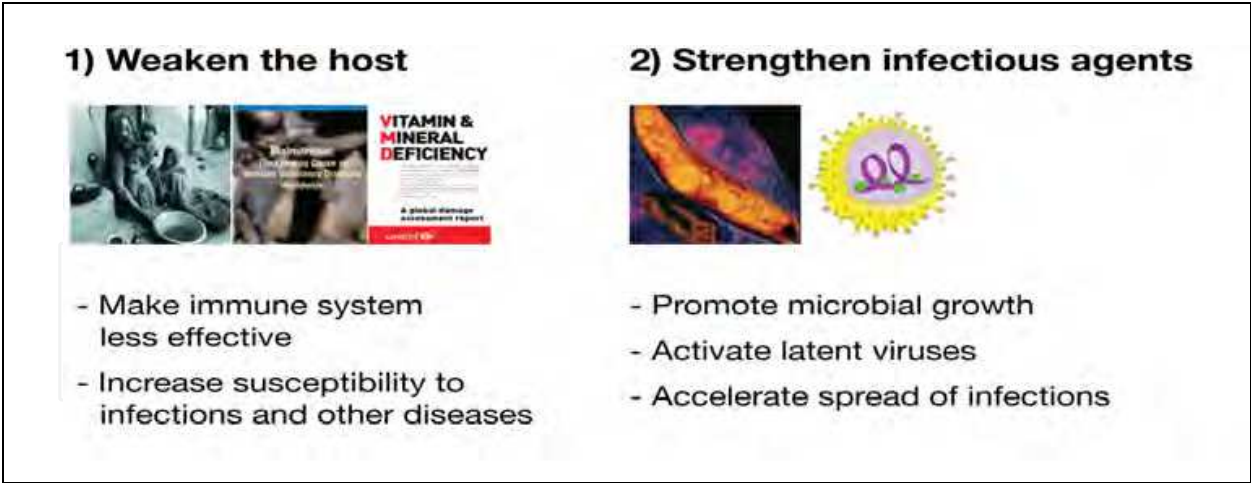 1) Weaken the host
VITAMIN &
MINERAL
DEFICIENCY
A global damage
assessment report
- Make immune system
less effective
- Increase susceptibility to
infections and other diseases
2) Strengthen infectious agents
- Promote microbial growth
- Activate latent viruses
- Accelerate spread of infections